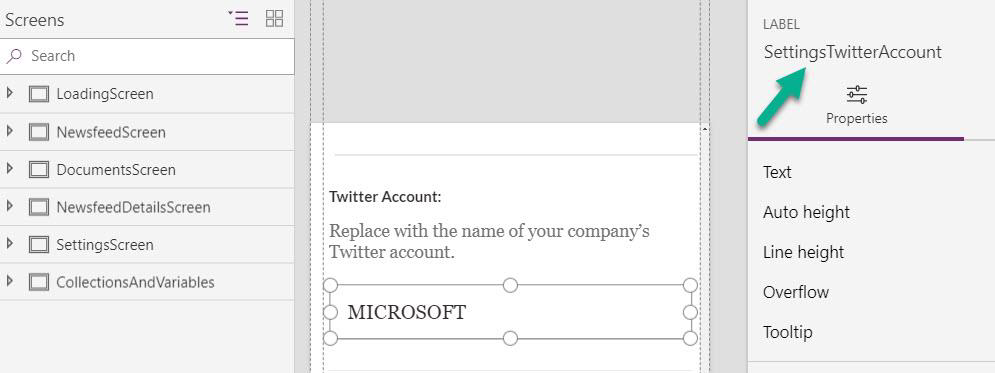 Screens
Search
LoadingScreen
NewsfeedScreen
DocumentsScreen
NewsfeedDetailsScreen
SettingsScreen
CollectionsAndVariables
Twitter Account:
Replace with the name of your company's
Twitter account.
MICROSOFT
LABEL
SettingsTwitterAccount
Properties
Text
Auto height
Line height
Overflow
Tooltip